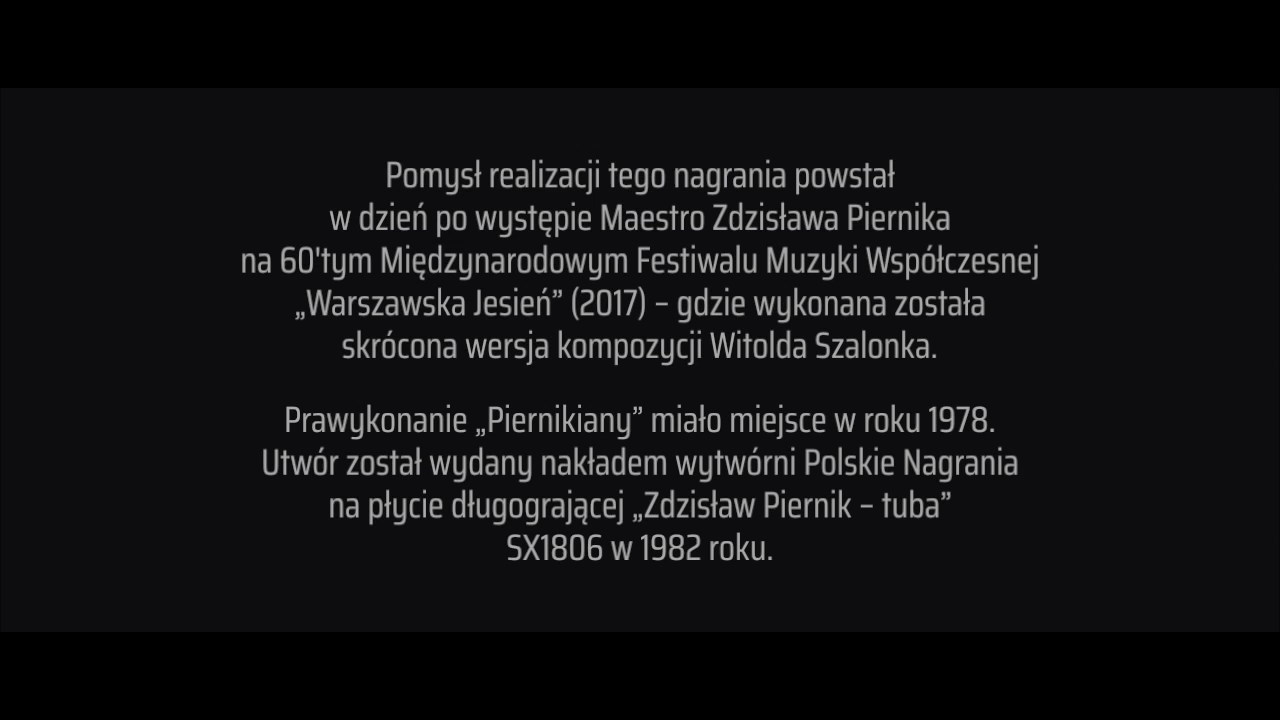 Pomysł realizacji tego nagrania powstał
w dzień po występie Maestro Zdzisława Piernika
na 60'tym Międzynarodowym Festiwalu Muzyki Współczesnej
„Warszawska Jesień” (2017) – gdzie wykonana została
skrócona wersja kompozycji Witolda Szalonka.
Prawykonanie „Piernikiany” miało miejsce w roku 1978.
Utwór został wydany nakładem wytwórni Polskie Nagrania
na płycie długogrającej „Zdzisław Piernik – tuba”
SX1806 w 1982 roku.